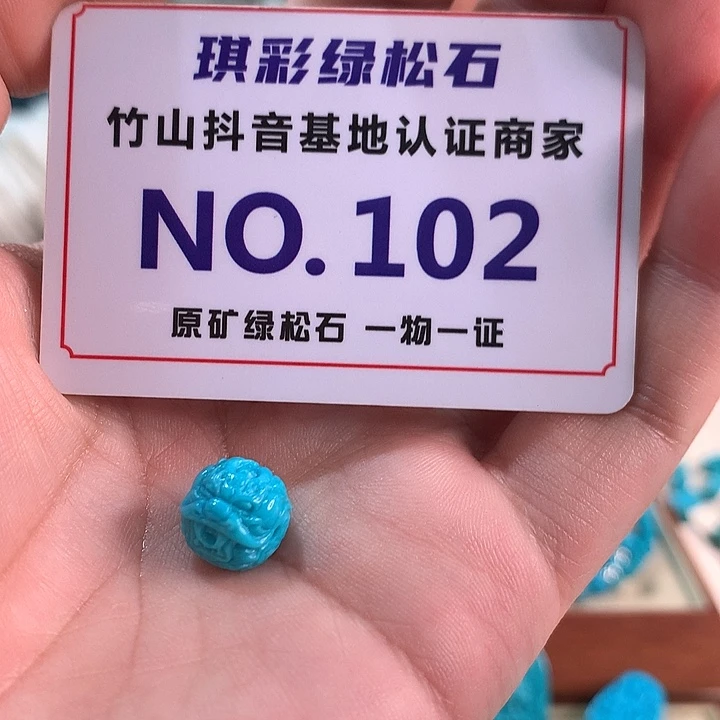 琪彩绿松石
竹山抖音基地认证商家
NO.102
原矿绿松石 一物一证